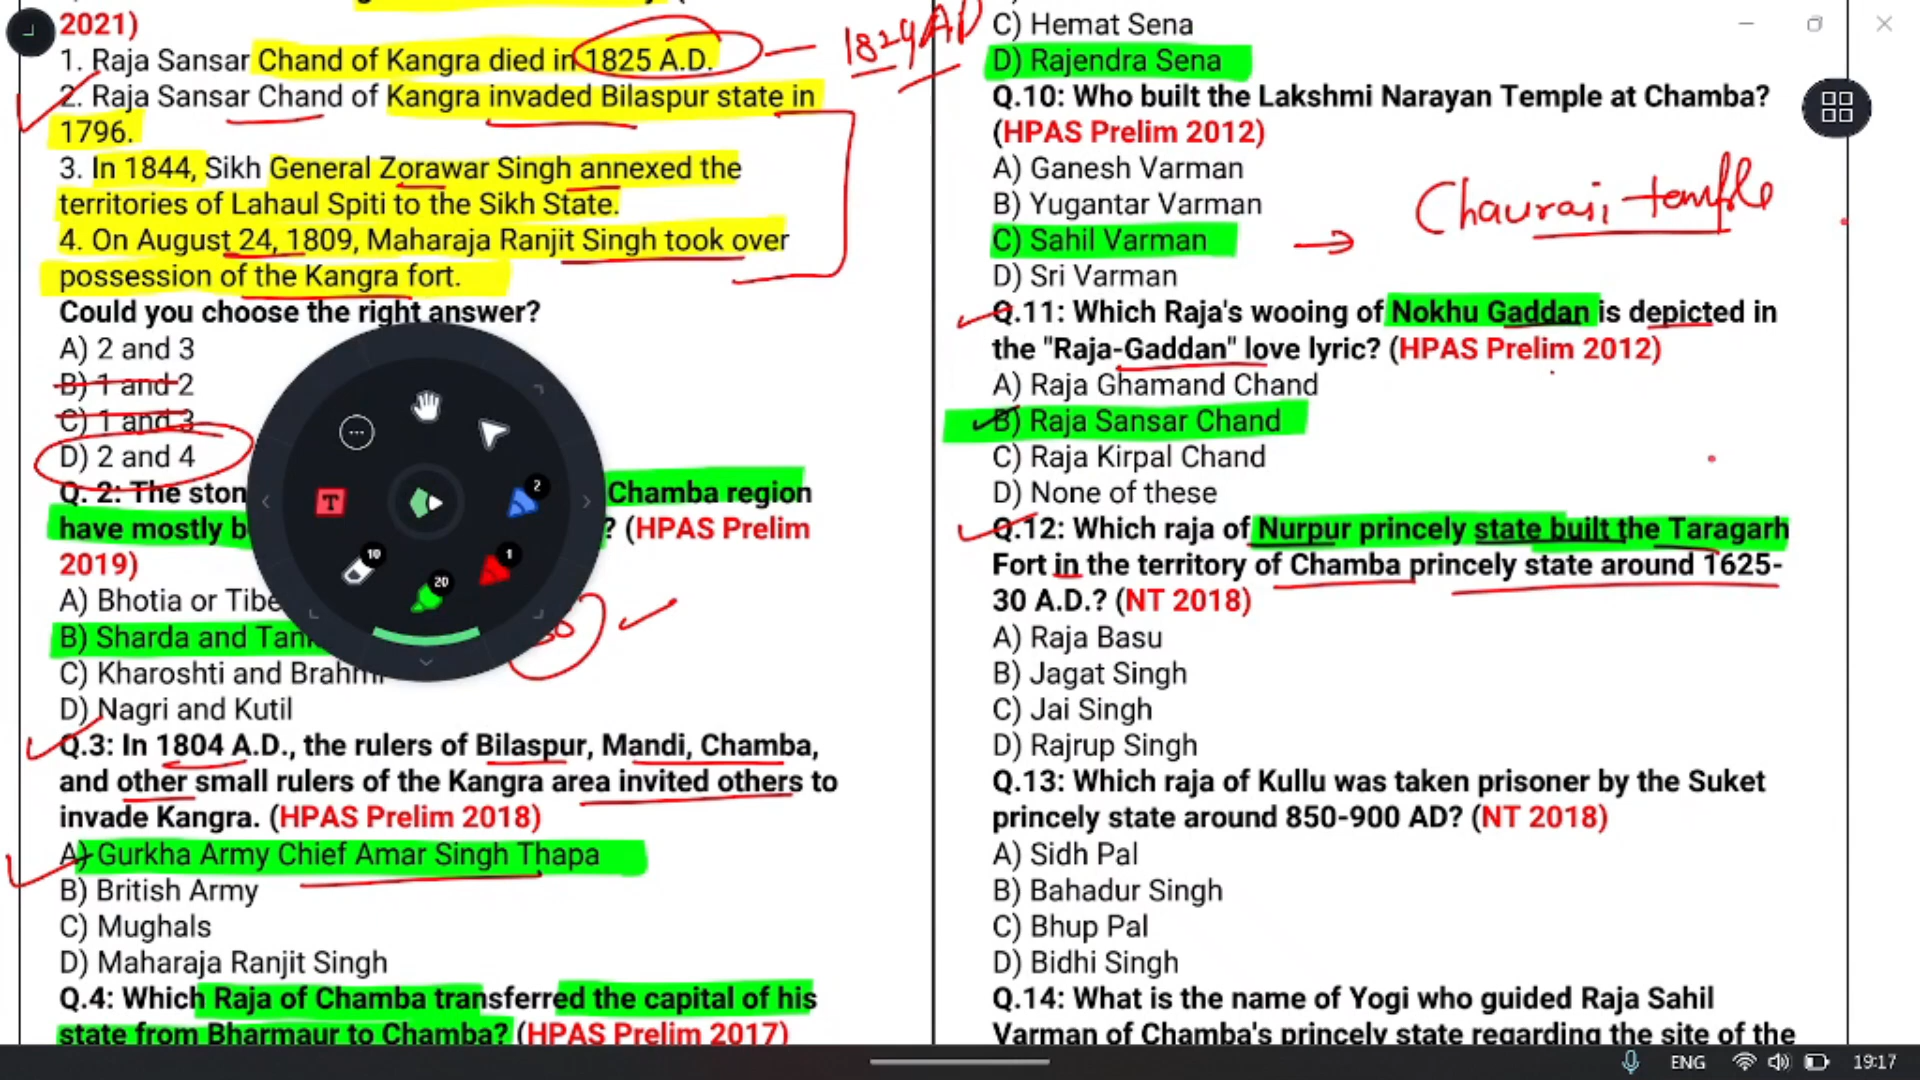 2021)
1. Raja Sansar Chand of Kangra died in 1825 A.D.
1824 AD
2. Raja Sansar Chand of Kangra invaded Bilaspur state in
1796.
3. In 1844, Sikh General Zorawar Singh annexed the
territories of Lahaul Spiti to the Sikh State.
4. On August 24, 1809, Maharaja Ranjit Singh took over
possession of the Kangra fort.
Could you choose the right answer?
A) 2 and 3
B) 1 and 2
C) 1 and 3
D) 2 and 4
Q. 2: The Chamba region
have mostly ? (HPAS Prelim
2019)
A) Bhotia or
B) Sharda and
C) Kharoshti and Brahmi
D) Nagri and Kutil
Q.3: In 1804 A.D., the rulers of Bilaspur, Mandi, Chamba,
and other small rulers of the Kangra area invited others to
invade Kangra. (HPAS Prelim 2018)
A) Gurkha Army Chief Amar Singh Thapa
B) British Army
C) Mughals
D) Maharaja Ranjit Singh
Q.4: Which Raja of Chamba transferred the capital of his
state from Bharmaur to Chamba? (HPAS Prelim 2017)
T
2
10
1
20
C) Hemat Sena
D) Rajendra Sena
Q.10: Who built the Lakshmi Narayan Temple at Chamba?
(HPAS Prelim 2012)
A) Ganesh Varman
B) Yugantar Varman
C) Sahil Varman
Chaurasi temple
D) Sri Varman
Q.11: Which Raja's wooing of Nokhu Gaddan is depicted in
the "Raja-Gaddan" love lyric? (HPAS Prelim 2012)
A) Raja Ghamand Chand
B) Raja Sansar Chand
C) Raja Kirpal Chand
D) None of these
Q.12: Which raja of Nurpur princely state built the Taragarh
Fort in the territory of Chamba princely state around 1625-
30 A.D.? (NT 2018)
A) Raja Basu
B) Jagat Singh
C) Jai Singh
D) Rajrup Singh
Q.13: Which raja of Kullu was taken prisoner by the Suket
princely state around 850-900 AD? (NT 2018)
A) Sidh Pal
B) Bahadur Singh
C) Bhup Pal
D) Bidhi Singh
Q.14: What is the name of Yogi who guided Raja Sahil
Varman of Chamba's princely state regarding the site of the
ENG 19:17